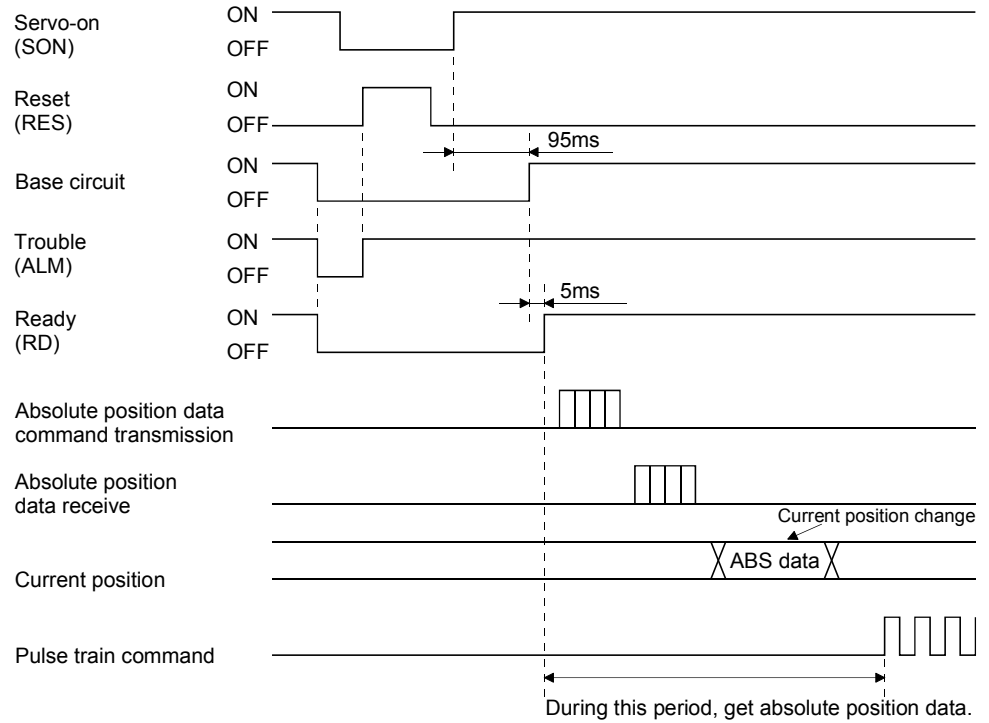 Servo-on
(SON)
ON
OFF
Reset
(RES)
ON
OFF
95ms
Base circuit
ON
OFF
Trouble
(ALM)
ON
OFF
5ms
Ready
(RD)
ON
OFF
Absolute position data
command transmission
Absolute position
data receive
Current position change
Current position
ABS data
Pulse train command
During this period, get absolute position data.